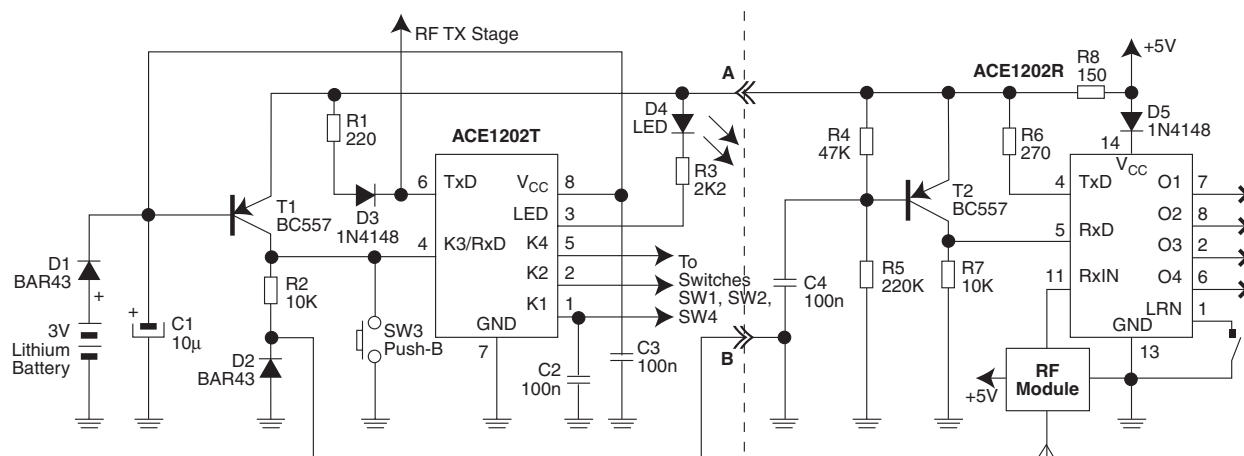 RF TX Stage
A
ACE1202R
R8
150
+5V
R1
220
ACE1202T
D4
LED
R4
47K
R6
270
D5
1N4148
14
6
TxD
VCC
8
R3
2K2
4
TxD
VCC
O1
7
T1
BC557
D3
1N4148
LED
3
T2
BC557
O2
8
4
K3/RxD
K4
5
To
Switches
SW1, SW2,
SW4
5
RxD
O3
2
D1
BAR43
+
R2
10K
K2
2
C4
100n
R5
220K
R7
10K
11
RxIN
O4
6
K1
1
LRN
1
3V
Lithium
Battery
+
C1
10µ
SW3
Push-B
GND
7
GND
13
D2
BAR43
C2
100n
C3
100n
B
RF
Module
+5V